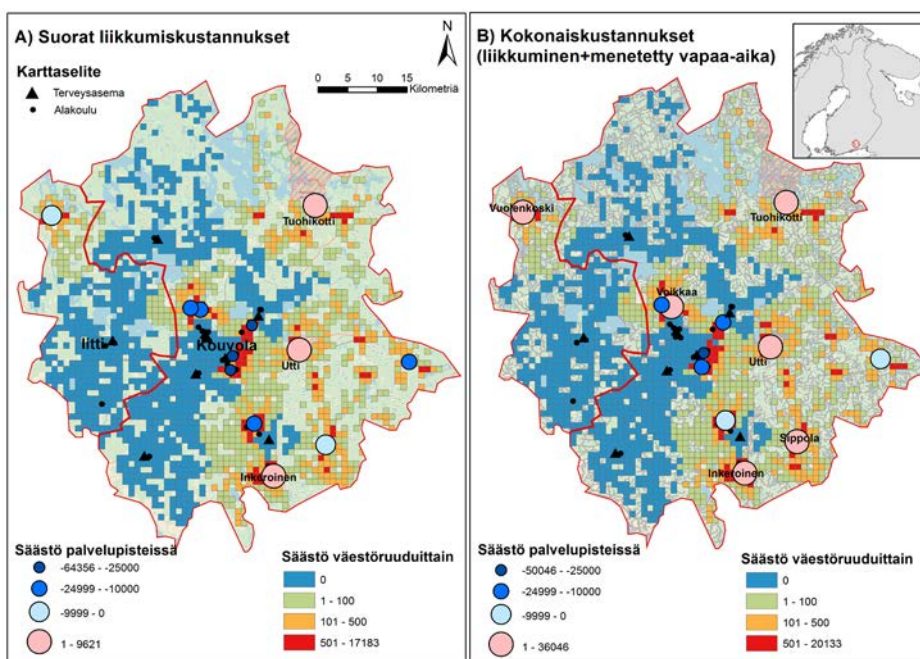 A) Suorat liikkumiskustannukset
N
0 5 10 15
Kilometriä
Karttaselite
Terveysasema
Alakoulu
Tuohikotti
Iitti
Kouvola
Utti
Inkeroinen
Säästö palvelupisteissä
-64356 - -25000
-24999 - -10000
-9999 - 0
1 - 9621
Säästö väestöruuduittain
0
1 - 100
101 - 500
501 - 17183
B) Kokonaiskustannukset
(liikkuminen+menetetty vapaa-aika)
Vuolenkoski
Tuohikotti
Voikkaa
Utti
Sippola
Inkeroinen
Säästö palvelupisteissä
-50046 - -25000
-24999 - -10000
-9999 - 0
1 - 36046
Säästö väestöruuduittain
0
1 - 100
101 - 500
501 - 20133